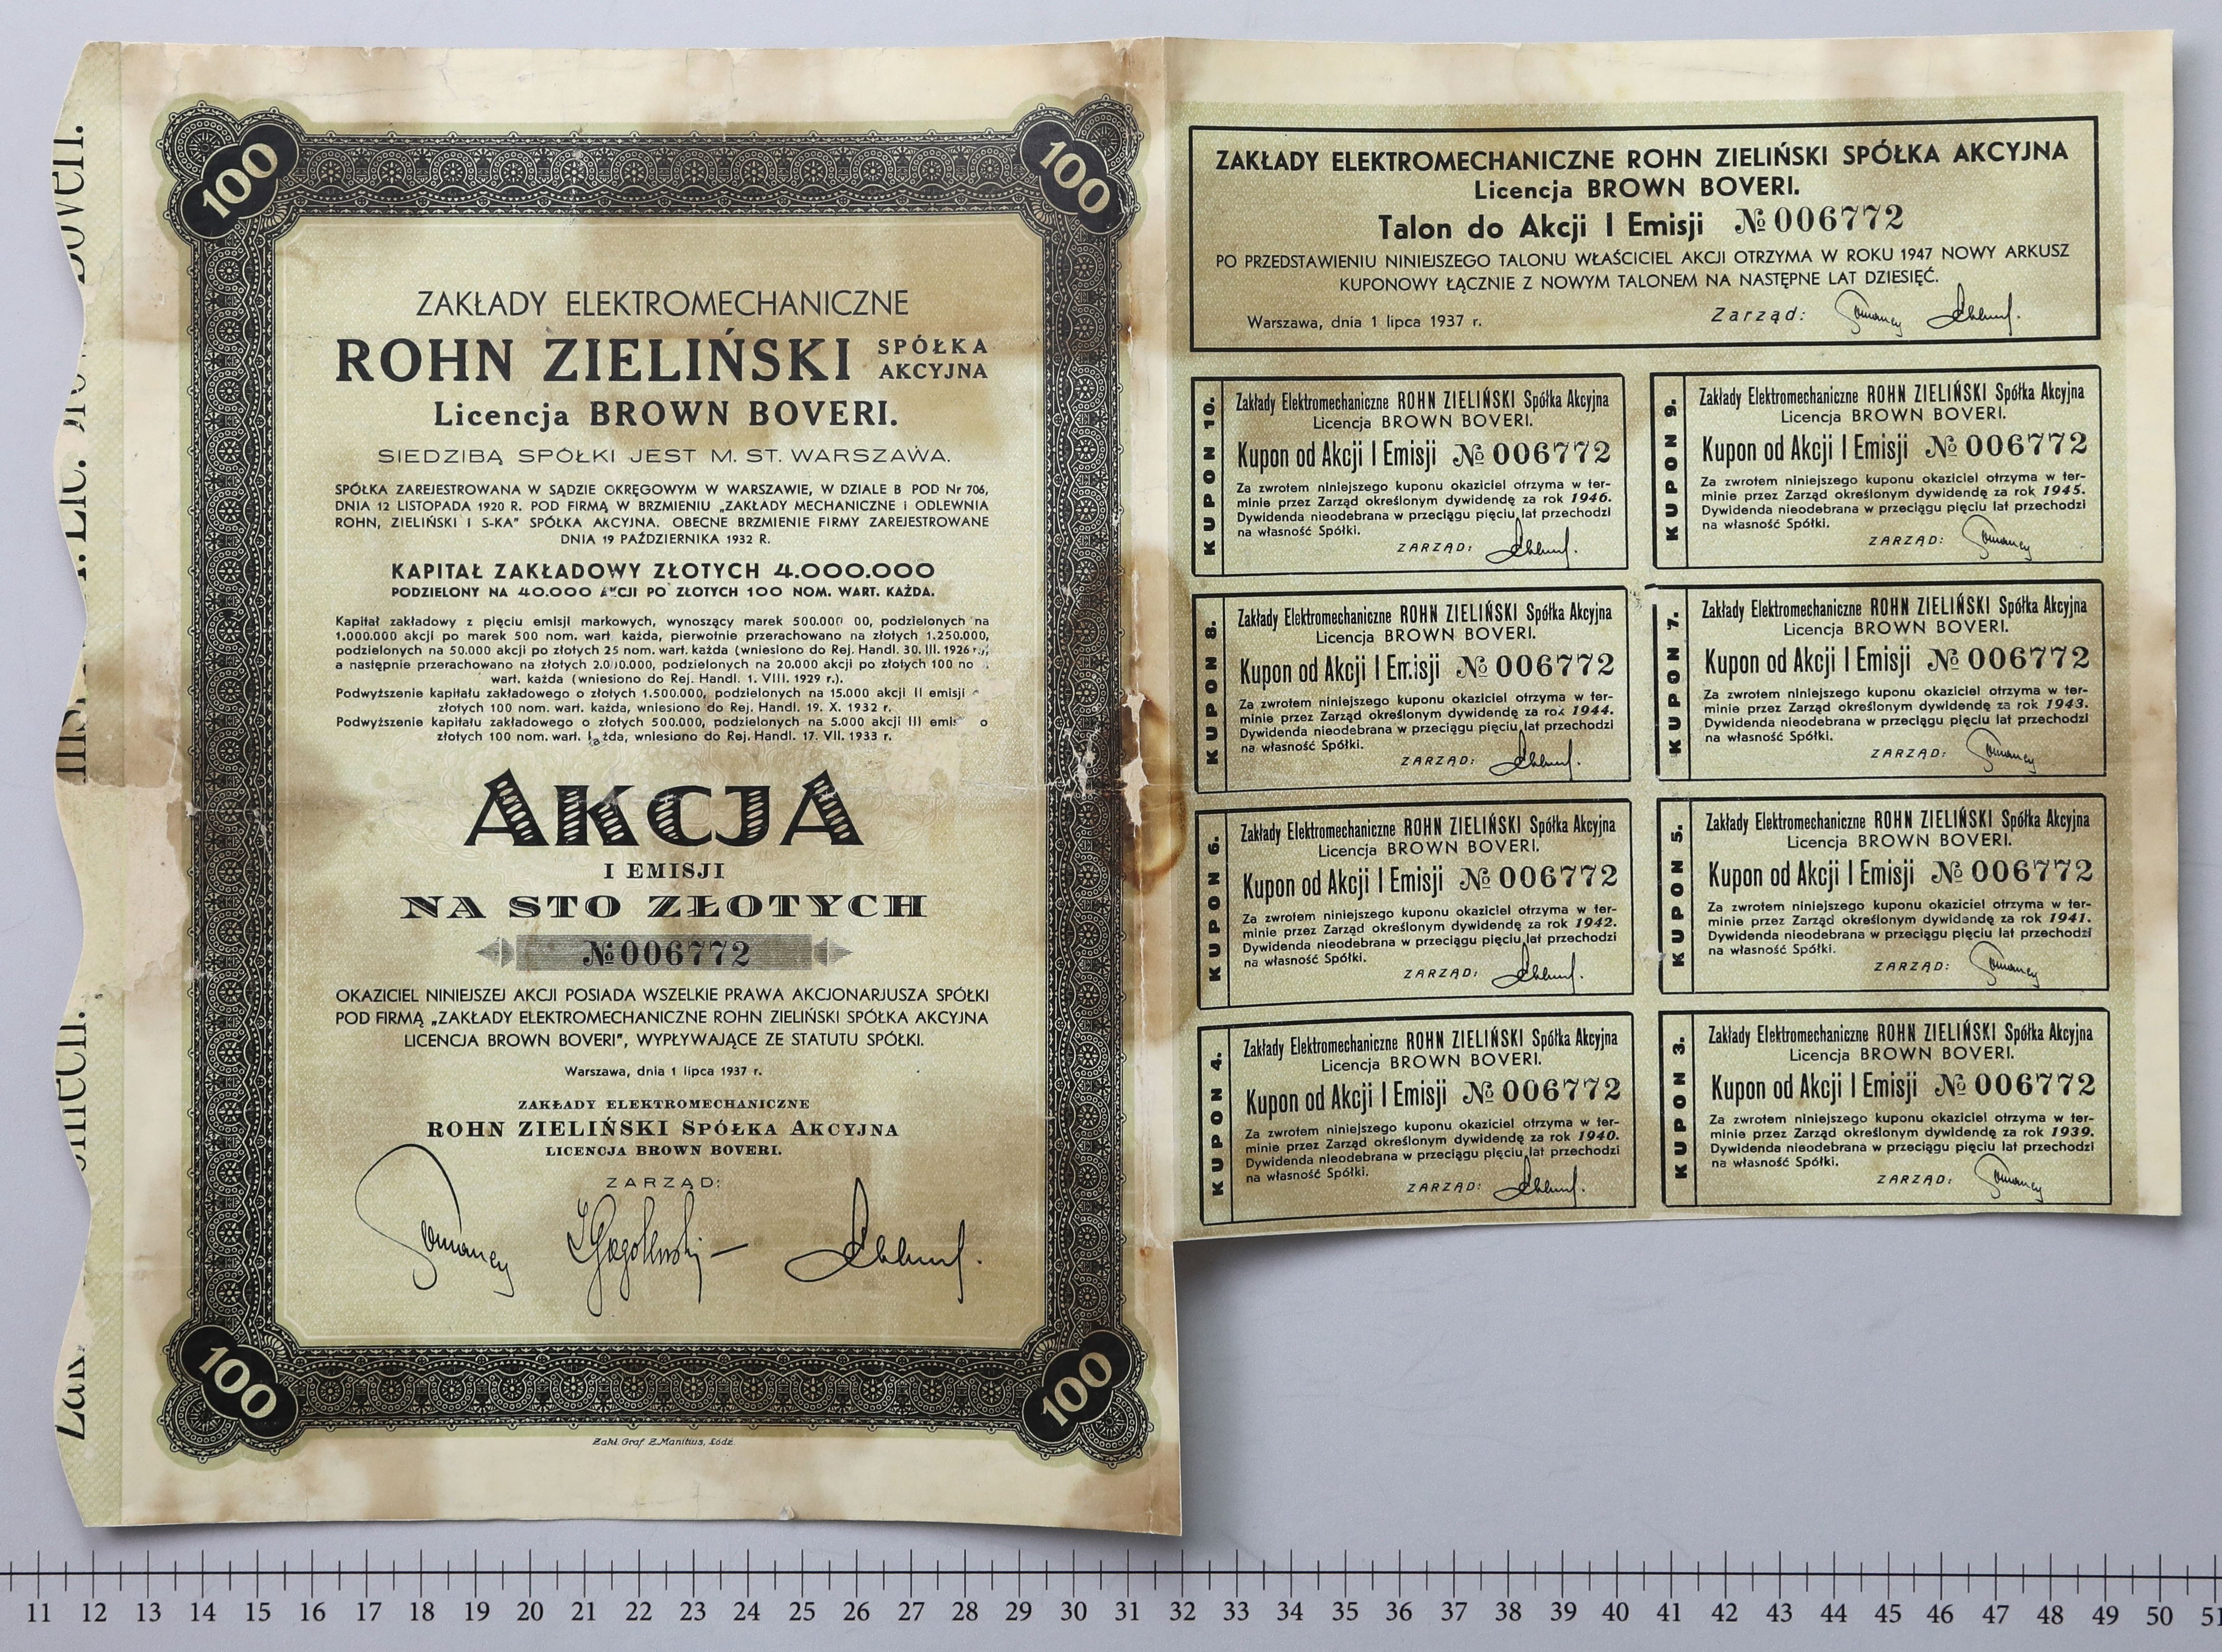 100
100
ZAKŁADY ELEKTROMECHANICZNE
ROHN ZIELIŃSKI SPÓŁKA AKCYJNA
Licencja BROWN BOVERI.
SIEDZIBĄ SPÓŁKI JEST M. ST. WARSZAWA.
SPÓŁKA ZAREJESTROWANA W SĄDZIE OKRĘGOWYM W WARSZAWIE, W DZIALE B POD Nr 706,
DNIA 12 LISTOPADA 1920 R. POD FIRMĄ W BRZMIENIU „ZAKŁADY MECHANICZNE i ODLEWNIA
ROHN, ZIELIŃSKI I S-KA" SPÓŁKA AKCYJNA. OBECNE BRZMIENIE FIRMY ZAREJESTROWANE
DNIA 19 PAŹDZIERNIKA 1932 R.
KAPITAŁ ZAKŁADOWY ZŁOTYCH 4.000.000
PODZIELONY NA 40.000 AKCJI PO ZŁOTYCH 100 NOM. WART. KAŻDA.
Kapitał zakładowy z pięciu emisji markowych, wynoszący marek 500.000 00, podzielonych na
1.000.000 akcji po marek 500 nom. wart. każda, pierwotnie przerachowano na złotych 1.250.000,
podzielonych na 50.000 akcji po złotych 25 nom. wart. każda (wniesiono do Rej. Handl. 30. III. 1926
a następnie przerachowano na złotych 2.000.000, podzielonych na 20.000 akcji po złotych 100 no
wart. każda (wniesiono do Rej. Handl. 1. VIII. 1929 r.).
Podwyższenie kapitału zakładowego o złotych 1.500.000, podzielonych na 15.000 akcji II emisji
złotych 100 nom. wart. każda, wniesiono do Rej. Handl. 19. X. 1932 r.
Podwyższenie kapitału zakładowego o złotych 500.000, podzielonych na 5.000 akcji III emis o
złotych 100 nom. wart. każda, wniesiono do Rej. Handl. 17. VII. 1933 r.
AKCJA
I EMISJI
NA STO ZŁOTYCH
№ 006772
OKAZICIEL NINIEJSZEJ AKCJI POSIADA WSZELKIE PRAWA AKCJONARJUSZA SPÓŁKI
POD FIRMĄ „ZAKŁADY ELEKTROMECHANICZNE ROHN ZIELIŃSKI SPÓŁKA AKCYJNA
LICENCJA BROWN BOVERI", WYPŁYWAJĄCE ZE STATUTU SPÓŁKI.
Warszawa, dnia 1 lipca 1937 r.
ZAKŁADY ELEKTROMECHANICZNE
ROHN ZIELIŃSKI SPÓŁKA AKCYJNA
LICENCJA BROWN BOVERI.
ZARZĄD:
100
100
Zakł. Graf. Z. Manitius, Łódź.
ZAKŁADY ELEKTROMECHANICZNE ROHN ZIELIŃSKI SPÓŁKA AKCYJNA
Licencja BROWN BOVERI.
Talon do Akcji I Emisji № 006772
PO PRZEDSTAWIENIU NINIEJSZEGO TALONU WŁAŚCICIEL AKCJI OTRZYMA W ROKU 1947 NOWY ARKUSZ
KUPONOWY ŁĄCZNIE Z NOWYM TALONEM NA NASTĘPNE LAT DZIESIĘĆ.
Warszawa, dnia 1 lipca 1937 r. Zarząd:
KUPON 10.
Zakłady Elektromechaniczne ROHN ZIELIŃSKI Spółka Akcyjna
Licencja BROWN BOVERI.
Kupon od Akcji I Emisji № 006772
Za zwrotem niniejszego kuponu okaziciel otrzyma w ter-
minie przez Zarząd określonym dywidendę za rok 1946.
Dywidenda nieodebrana w przeciągu pięciu lat przechodzi
na własność Spółki.
ZARZĄD:
KUPON 9.
Zakłady Elektromechaniczne ROHN ZIELIŃSKI Spółka Akcyjna
Licencja BROWN BOVERI.
Kupon od Akcji I Emisji № 006772
Za zwrotem niniejszego kuponu okaziciel otrzyma w ter-
minie przez Zarząd określonym dywidendę za rok 1945.
Dywidenda nieodebrana w przeciągu pięciu lat przechodzi
na własność Spółki.
ZARZĄD:
KUPON 8.
Zakłady Elektromechaniczne ROHN ZIELIŃSKI Spółka Akcyjna
Licencja BROWN BOVERI.
Kupon od Akcji I Emisji № 006772
Za zwrotem niniejszego kuponu okaziciel otrzyma w ter-
minie przez Zarząd określonym dywidendę za rok 1944.
Dywidenda nieodebrana w przeciągu pięciu lat przechodzi
na własność Spółki.
ZARZĄD:
KUPON 7.
Zakłady Elektromechaniczne ROHN ZIELIŃSKI Spółka Akcyjna
Licencja BROWN BOVERI.
Kupon od Akcji I Emisji № 006772
Za zwrotem niniejszego kuponu okaziciel otrzyma w ter-
minie przez Zarząd określonym dywidendę za rok 1943.
Dywidenda nieodebrana w przeciągu pięciu lat przechodzi
na własność Spółki.
ZARZĄD:
KUPON 6.
Zakłady Elektromechaniczne ROHN ZIELIŃSKI Spółka Akcyjna
Licencja BROWN BOVERI.
Kupon od Akcji I Emisji № 006772
Za zwrotem niniejszego kuponu okaziciel otrzyma w ter-
minie przez Zarząd określonym dywidendę za rok 1942.
Dywidenda nieodebrana w przeciągu pięciu lat przechodzi
na własność Spółki.
ZARZĄD:
KUPON 5.
Zakłady Elektromechaniczne ROHN ZIELIŃSKI Spółka Akcyjna
Licencja BROWN BOVERI.
Kupon od Akcji I Emisji № 006772
Za zwrotem niniejszego kuponu okaziciel otrzyma w ter-
minie przez Zarząd określonym dywidendę za rok 1941.
Dywidenda nieodebrana w przeciągu pięciu lat przechodzi
na własność Spółki.
ZARZĄD:
KUPON 4.
Zakłady Elektromechaniczne ROHN ZIELIŃSKI Spółka Akcyjna
Licencja BROWN BOVERI.
Kupon od Akcji I Emisji № 006772
Za zwrotem niniejszego kuponu okaziciel otrzyma w ter-
minie przez Zarząd określonym dywidendę za rok 1940.
Dywidenda nieodebrana w przeciągu pięciu lat przechodzi
na własność Spółki.
ZARZĄD:
KUPON 3.
Zakłady Elektromechaniczne ROHN ZIELIŃSKI Spółka Akcyjna
Licencja BROWN BOVERI.
Kupon od Akcji I Emisji № 006772
Za zwrotem niniejszego kuponu okaziciel otrzyma w ter-
minie przez Zarząd określonym dywidendę za rok 1939.
Dywidenda nieodebrana w przeciągu pięciu lat przechodzi
na własność Spółki.
ZARZĄD:
11 12 13 14 15 16 17 18 19 20 21 22 23 24 25 26 27 28 29 30 31 32 33 34 35 36 37 38 39 40 41 42 43 44 45 46 47 48 49 50 51